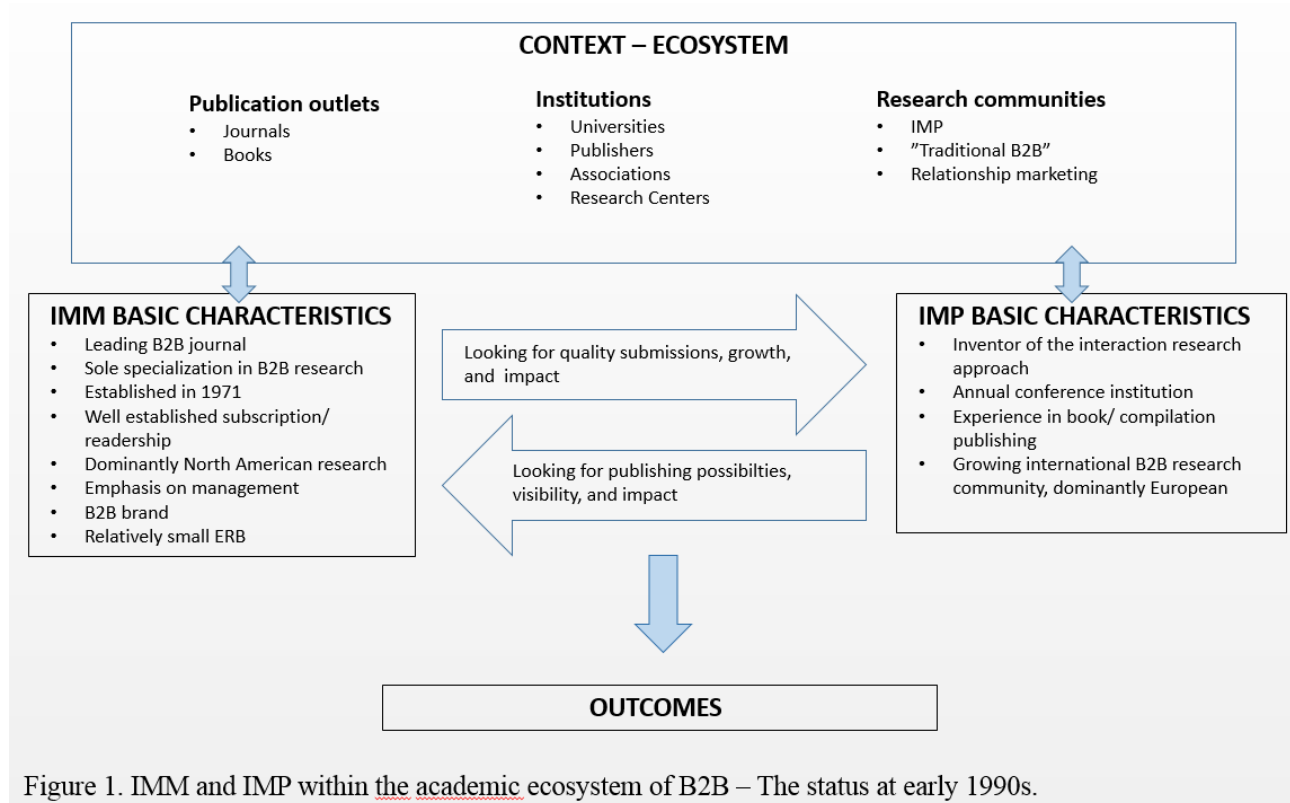 CONTEXT – ECOSYSTEM
Publication outlets
• Journals
• Books
Institutions
• Universities
• Publishers
• Associations
• Research Centers
Research communities
• IMP
• ”Traditional B2B”
• Relationship marketing
IMM BASIC CHARACTERISTICS
• Leading B2B journal
• Sole specialization in B2B research
• Established in 1971
• Well established subscription/
readership
• Dominantly North American research
• Emphasis on management
• B2B brand
• Relatively small ERB
Looking for quality submissions, growth,
and impact
Looking for publishing possibilties,
visibility, and impact
IMP BASIC CHARACTERISTICS
• Inventor of the interaction research
approach
• Annual conference institution
• Experience in book/ compilation
publishing
• Growing international B2B research
community, dominantly European
OUTCOMES
Figure 1. IMM and IMP within the academic ecosystem of B2B – The status at early 1990s.